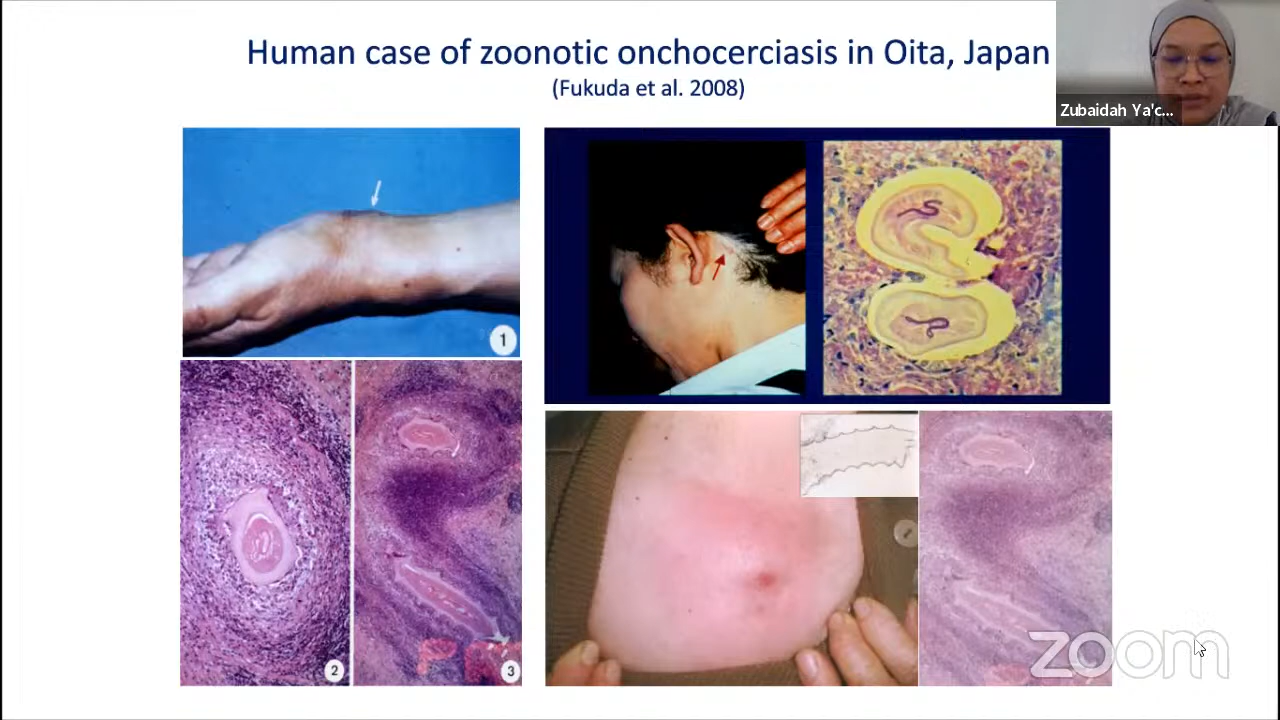 Human case of zoonotic onchocerciasis in Oita, Japan
(Fukuda et al. 2008)
Zubaidah Ya'c...
1
2
3
zoom